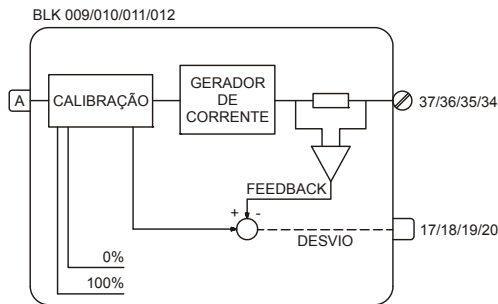 BLK 009/010/011/012
A
CALIBRAÇÃO
GERADOR
DE
CORRENTE
37/36/35/34
FEEDBACK
+
-
DESVIO
17/18/19/20
0%
100%